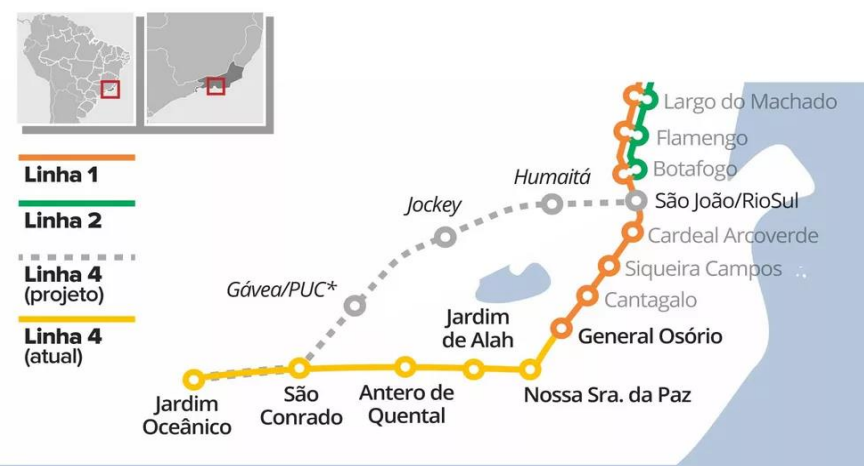 Linha 1
Linha 2
Linha 4
(projeto)
Linha 4
(atual)
Largo do Machado
Flamengo
Botafogo
São João/RioSul
Cardeal Arcoverde
Siqueira Campos
Cantagalo
General Osório
Humaitá
Jockey
Gávea/PUC*
Jardim
de Alah
Nossa Sra. da Paz
Antero de
Quental
São
Conrado
Jardim
Oceânico